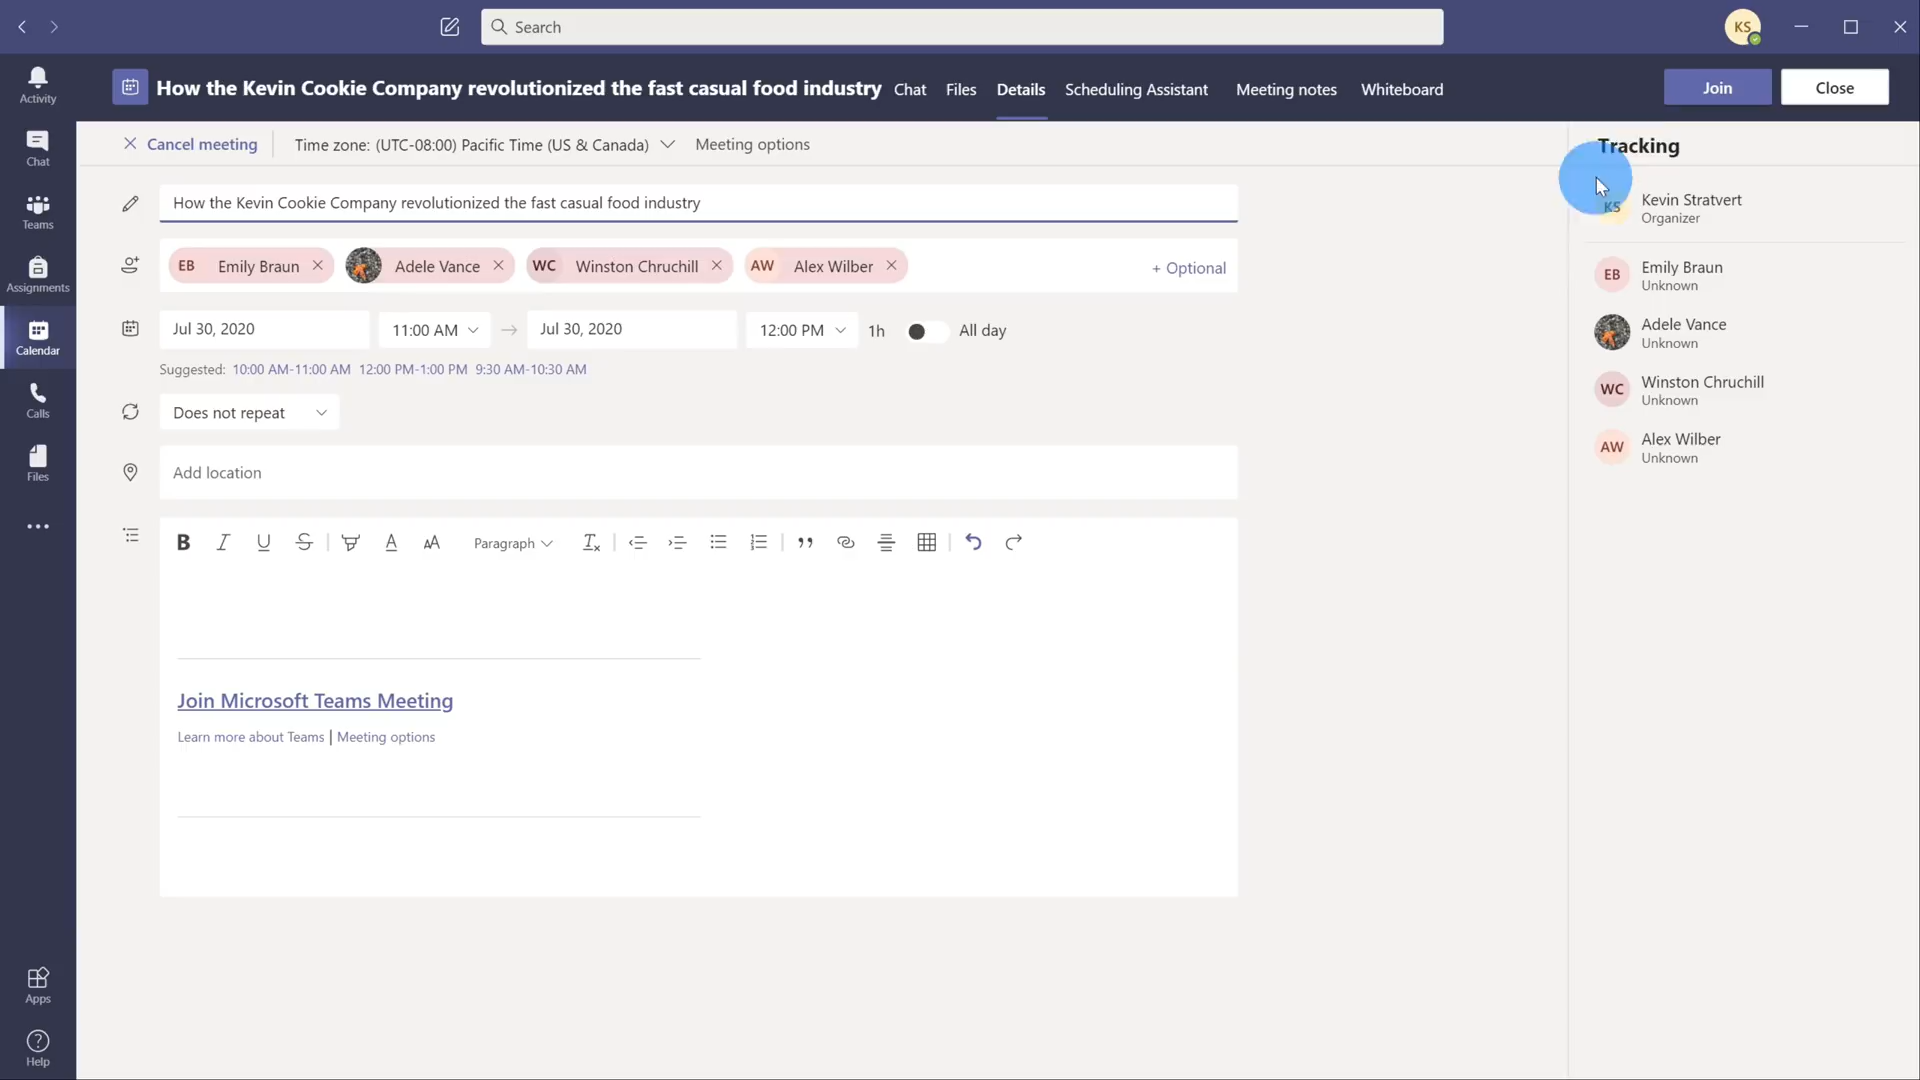 Search
KS
Activity
Chat
Teams
Assignments
Calendar
Calls
Files
Apps
Help
How the Kevin Cookie Company revolutionized the fast casual food industry Chat Files Details Scheduling Assistant Meeting notes Whiteboard Join Close
Cancel meeting Time zone: (UTC-08:00) Pacific Time (US & Canada) Meeting options
How the Kevin Cookie Company revolutionized the fast casual food industry
EB Emily Braun Adele Vance WC Winston Chruchill AW Alex Wilber + Optional
Jul 30, 2020 11:00 AM Jul 30, 2020 12:00 PM 1h All day
Suggested: 10:00 AM-11:00 AM 12:00 PM-1:00 PM 9:30 AM-10:30 AM
Does not repeat
Add location
B I U S A AA Paragraph
Join Microsoft Teams Meeting
Learn more about Teams | Meeting options
Tracking
KS Kevin Stratvert
Organizer
EB Emily Braun
Unknown
Adele Vance
Unknown
WC Winston Chruchill
Unknown
AW Alex Wilber
Unknown